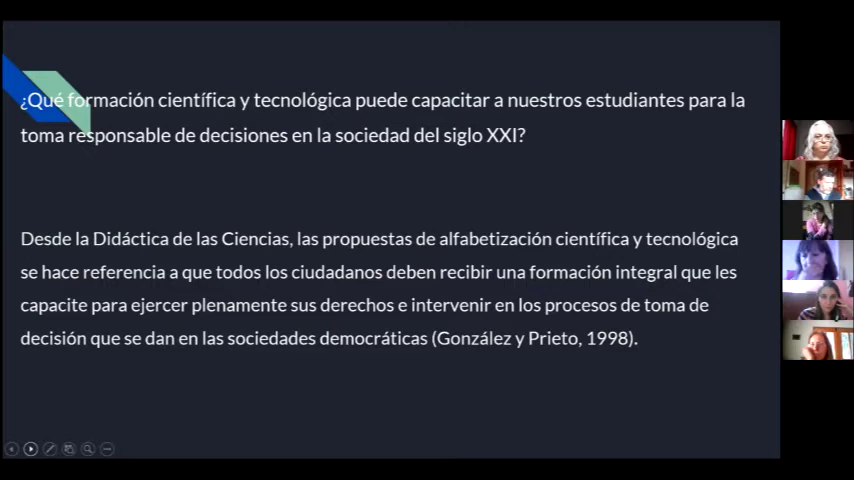 ¿Qué formación científica y tecnológica puede capacitar a nuestros estudiantes para la
toma responsable de decisiones en la sociedad del siglo XXI?
Desde la Didáctica de las Ciencias, las propuestas de alfabetización científica y tecnológica
se hace referencia a que todos los ciudadanos deben recibir una formación integral que les
capacite para ejercer plenamente sus derechos e intervenir en los procesos de toma de
decisión que se dan en las sociedades democráticas (González y Prieto, 1998).